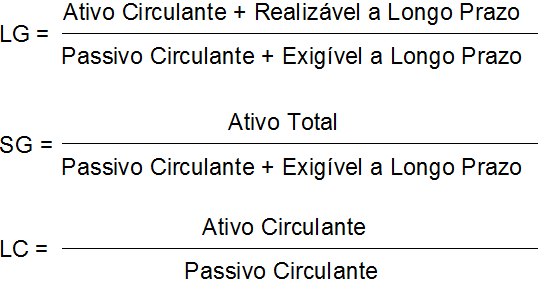 Ativo Circulante + Realizável a Longo Prazo
LG =
Passivo Circulante + Exigível a Longo Prazo
Ativo Total
SG =
Passivo Circulante + Exigível a Longo Prazo
Ativo Circulante
LC =
Passivo Circulante